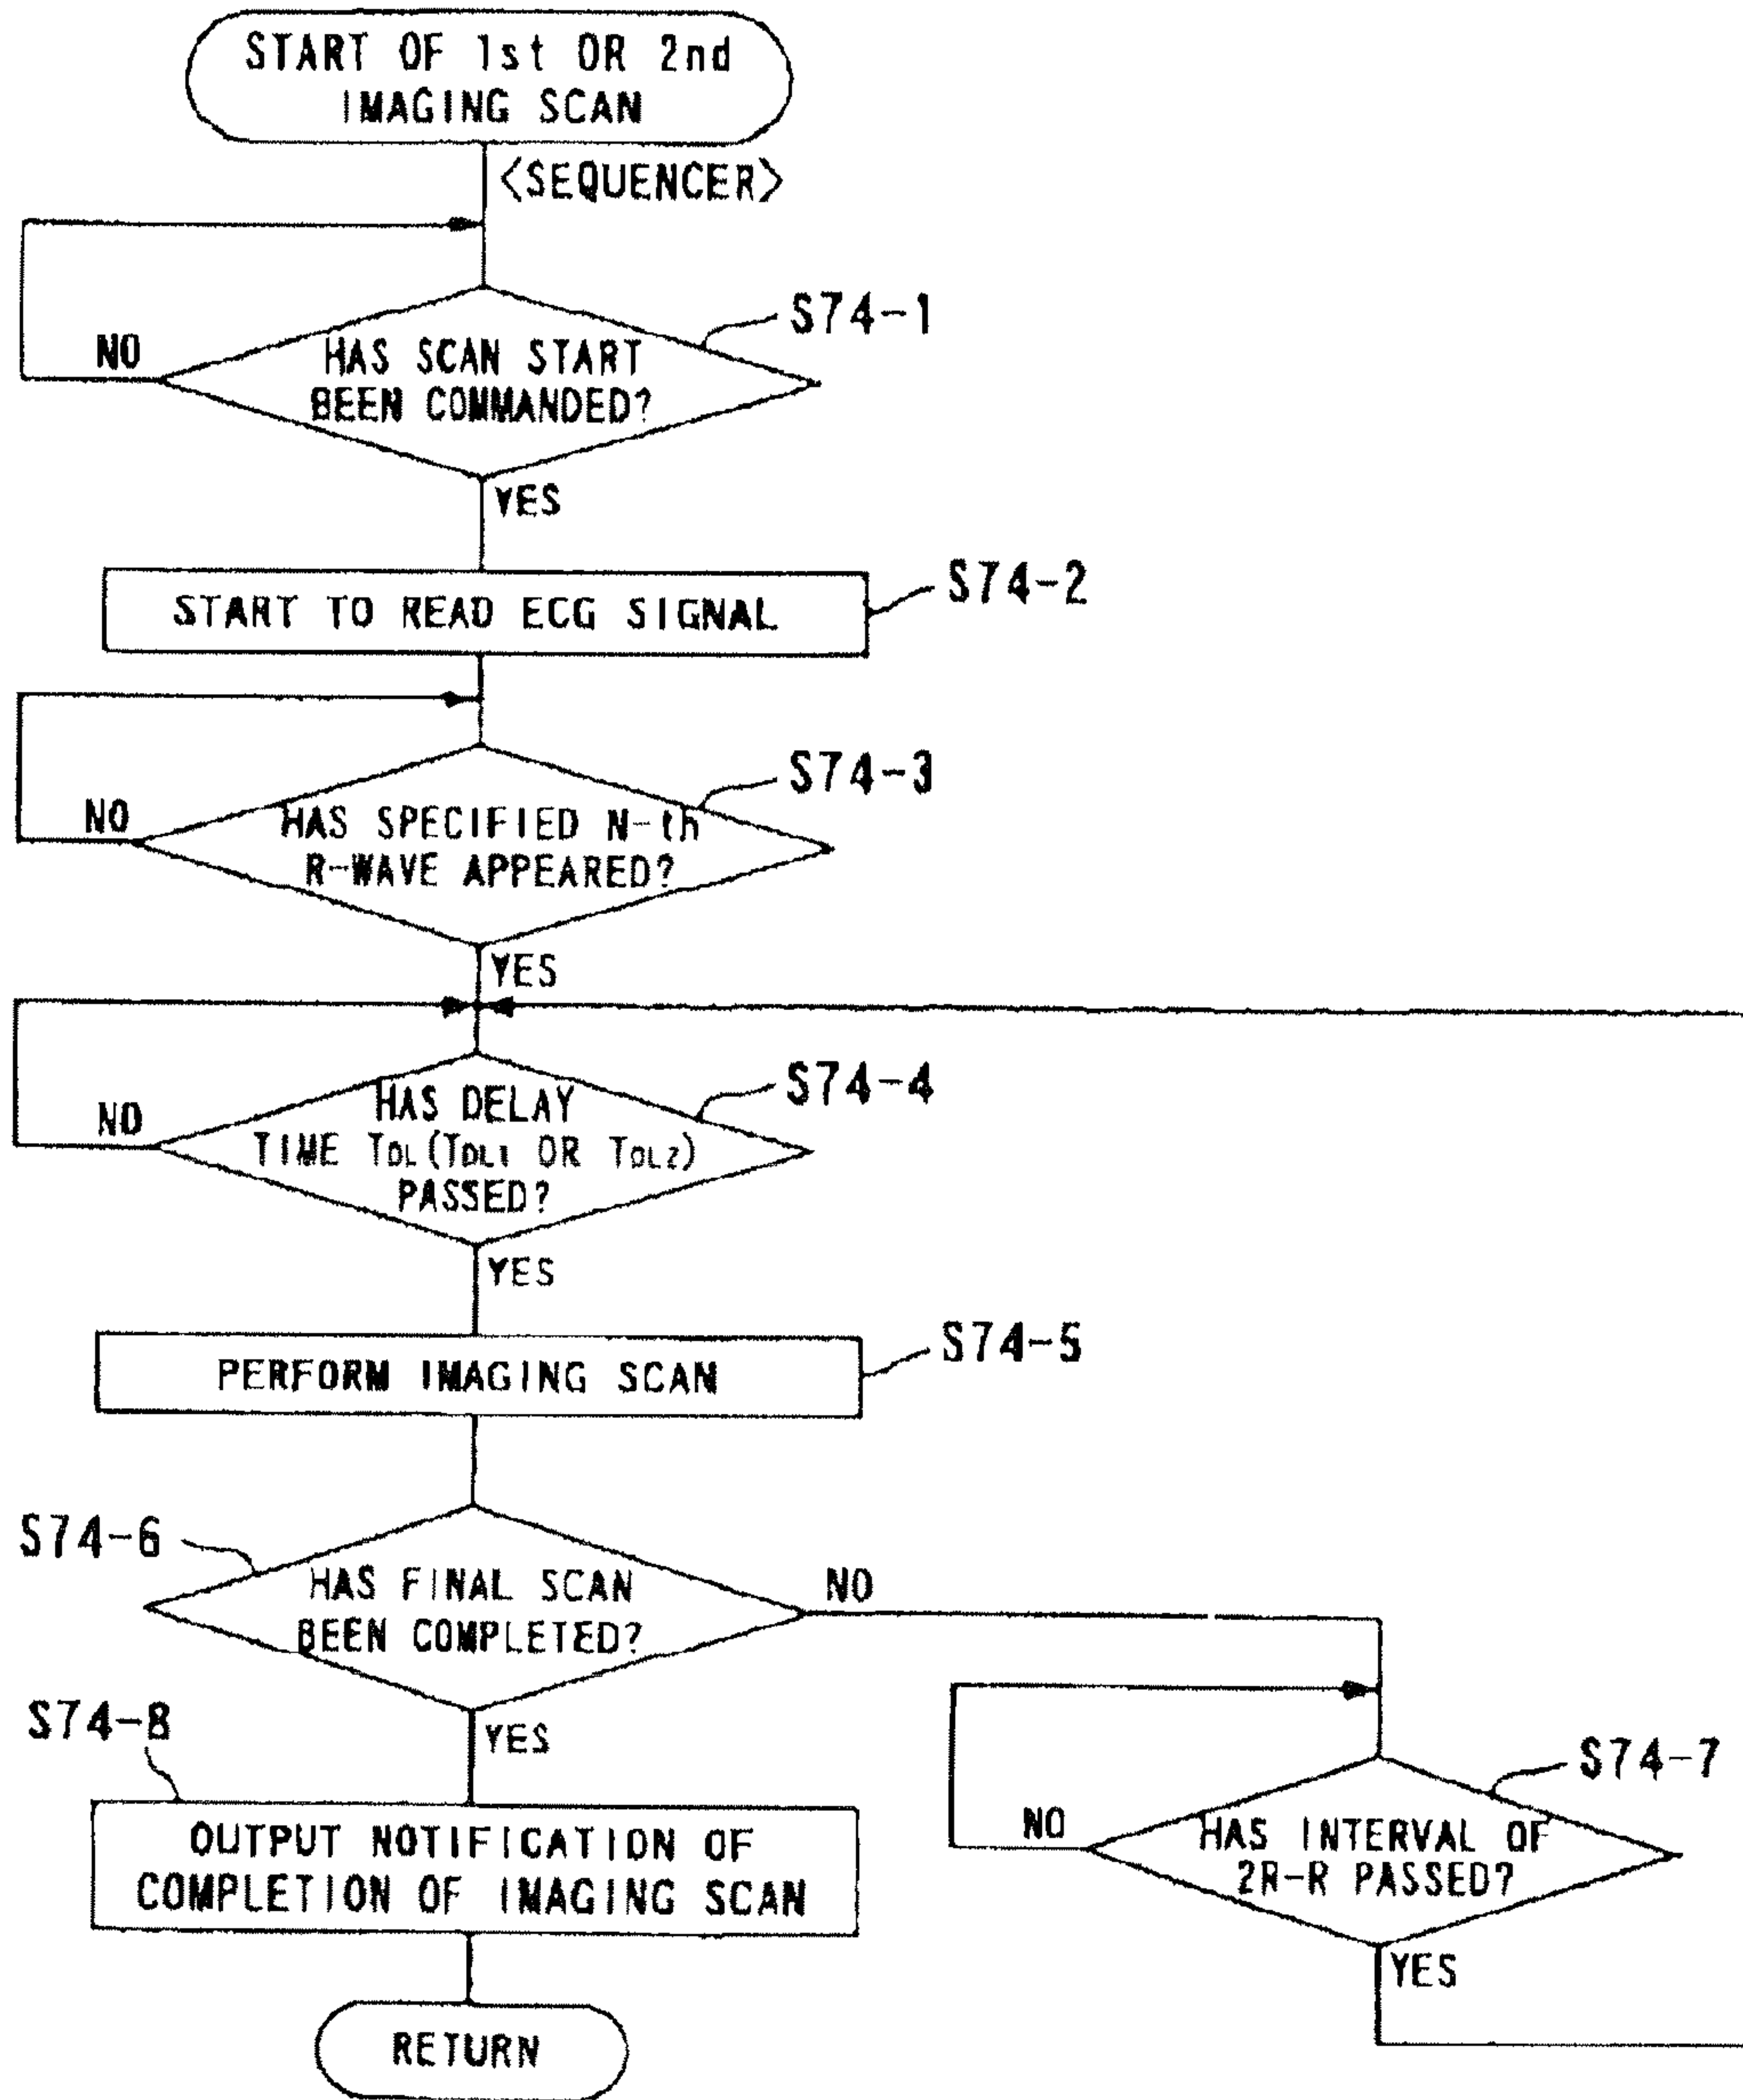 START OF 1st OR 2nd
IMAGING SCAN
<SEQUENCER>
S74-1
NO
HAS SCAN START
BEEN COMMANDED?
YES
S74-2
START TO READ ECG SIGNAL
S74-3
NO
HAS SPECIFIED N-th
R-WAVE APPEARED?
YES
S74-4
NO
HAS DELAY
TIME TDL (TDL1 OR TDL2)
PASSED?
YES
S74-5
PERFORM IMAGING SCAN
S74-6
HAS FINAL SCAN
BEEN COMPLETED?
NO
YES
S74-7
NO
HAS INTERVAL OF
2R-R PASSED?
YES
S74-8
OUTPUT NOTIFICATION OF
COMPLETION OF IMAGING SCAN
RETURN